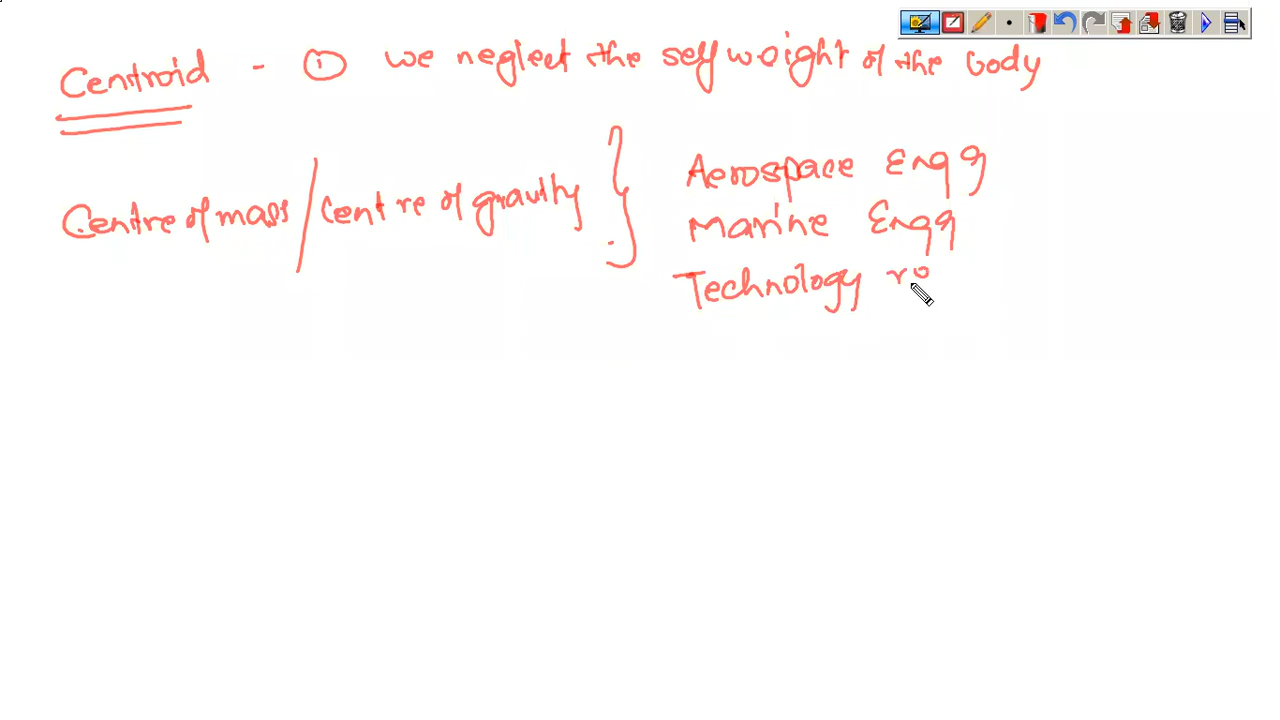 Centroid - ① we neglect the self weight of the body
Centre of mass / centre of gravity }
Aerospace Engg
Marine Engg
Technology ro